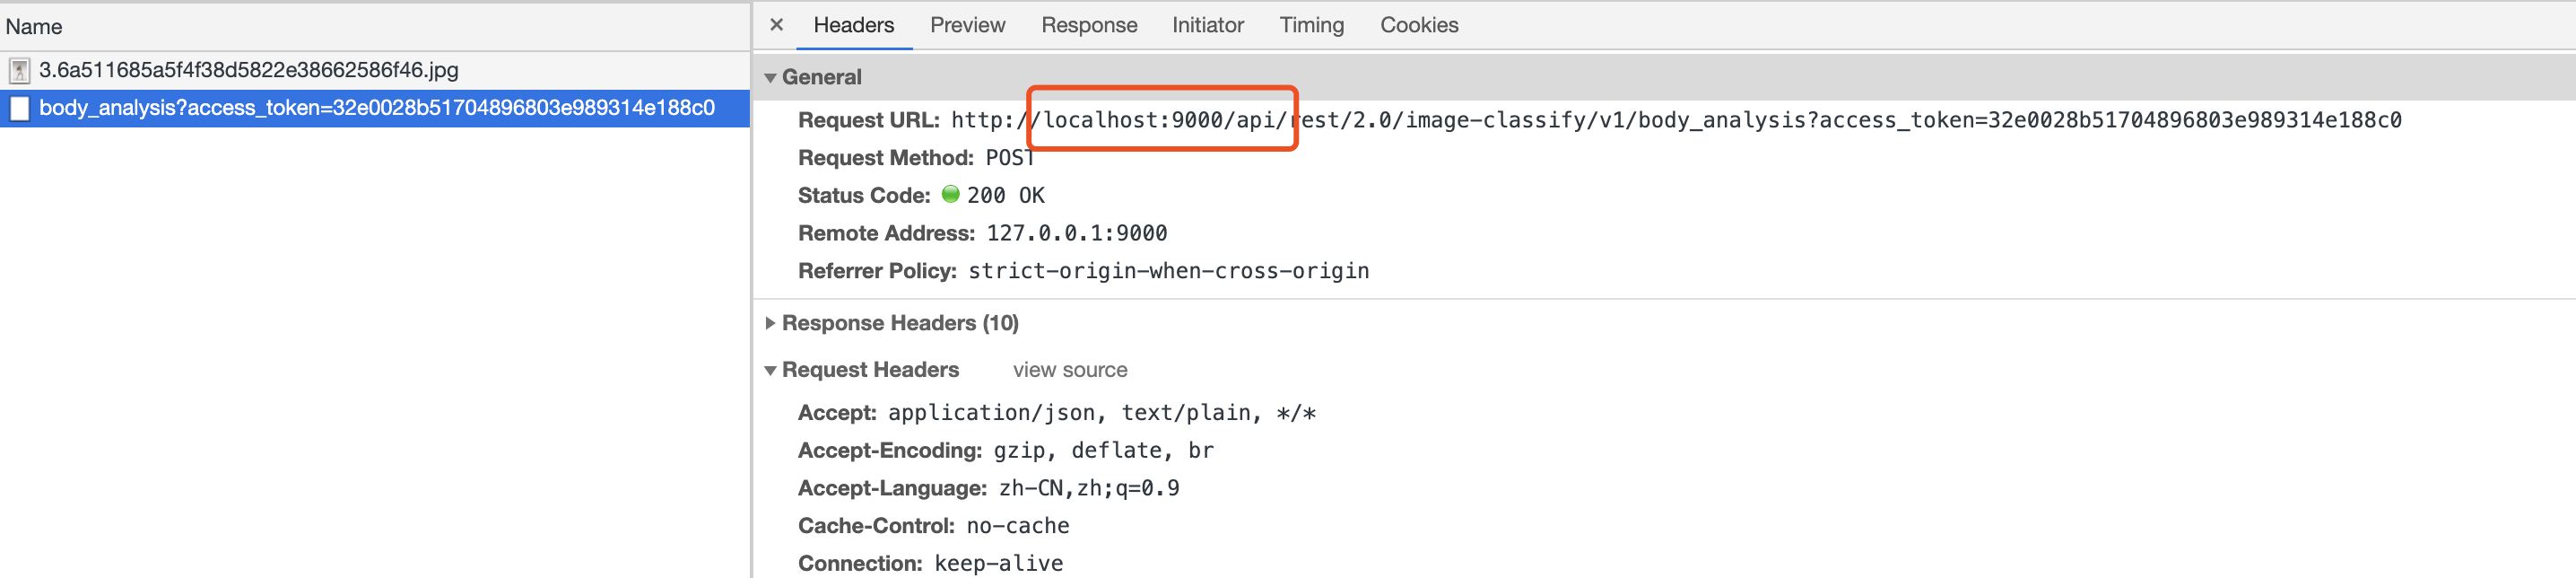 Name
3.6a511685a5f4f38d5822e38662586f46.jpg
body_analysis?access_token=32e0028b51704896803e989314e188c0
× Headers Preview Response Initiator Timing Cookies
General
Request URL: http://localhost:9000/api/rest/2.0/image-classify/v1/body_analysis?access_token=32e0028b51704896803e989314e188c0
Request Method: POST
Status Code: 200 OK
Remote Address: 127.0.0.1:9000
Referrer Policy: strict-origin-when-cross-origin
Response Headers (10)
Request Headers view source
Accept: application/json, text/plain, */*
Accept-Encoding: gzip, deflate, br
Accept-Language: zh-CN,zh;q=0.9
Cache-Control: no-cache
Connection: keep-alive